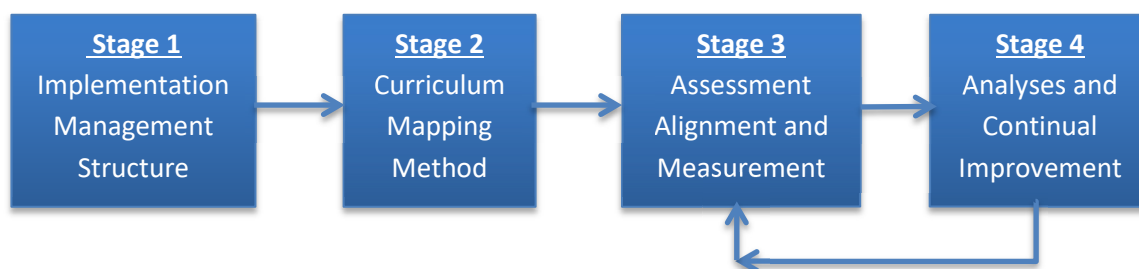 Stage 1
Implementation
Management
Structure
Stage 2
Curriculum
Mapping
Method
Stage 3
Assessment
Alignment and
Measurement
Stage 4
Analyses and
Continual
Improvement